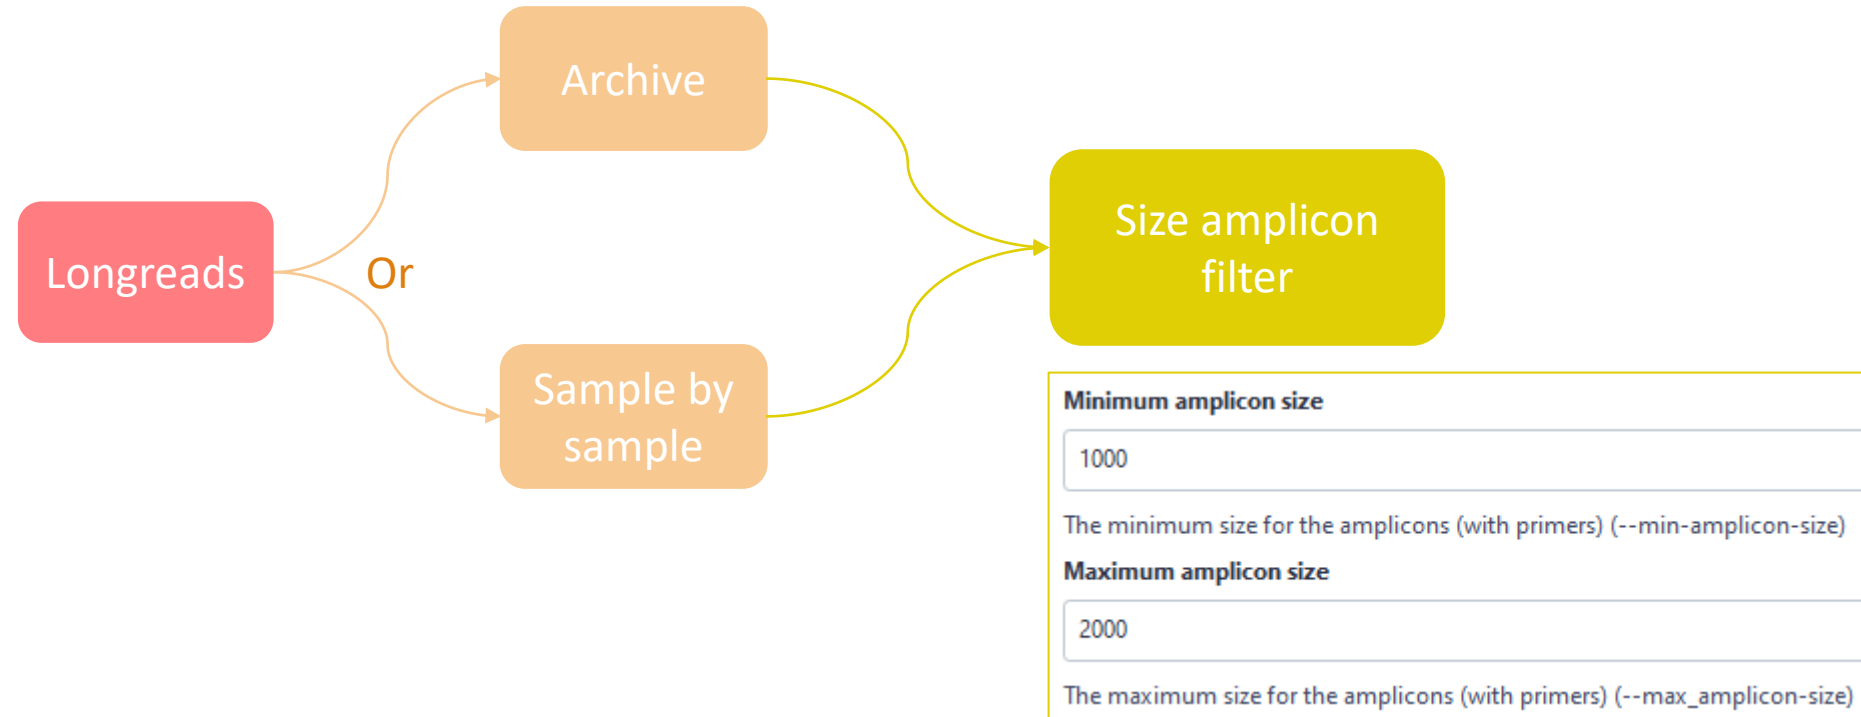 Archive
Longreads
Or
Sample by
sample
Size amplicon
filter
Minimum amplicon size
1000
The minimum size for the amplicons (with primers) (--min-amplicon-size)
Maximum amplicon size
2000
The maximum size for the amplicons (with primers) (--max_amplicon-size)